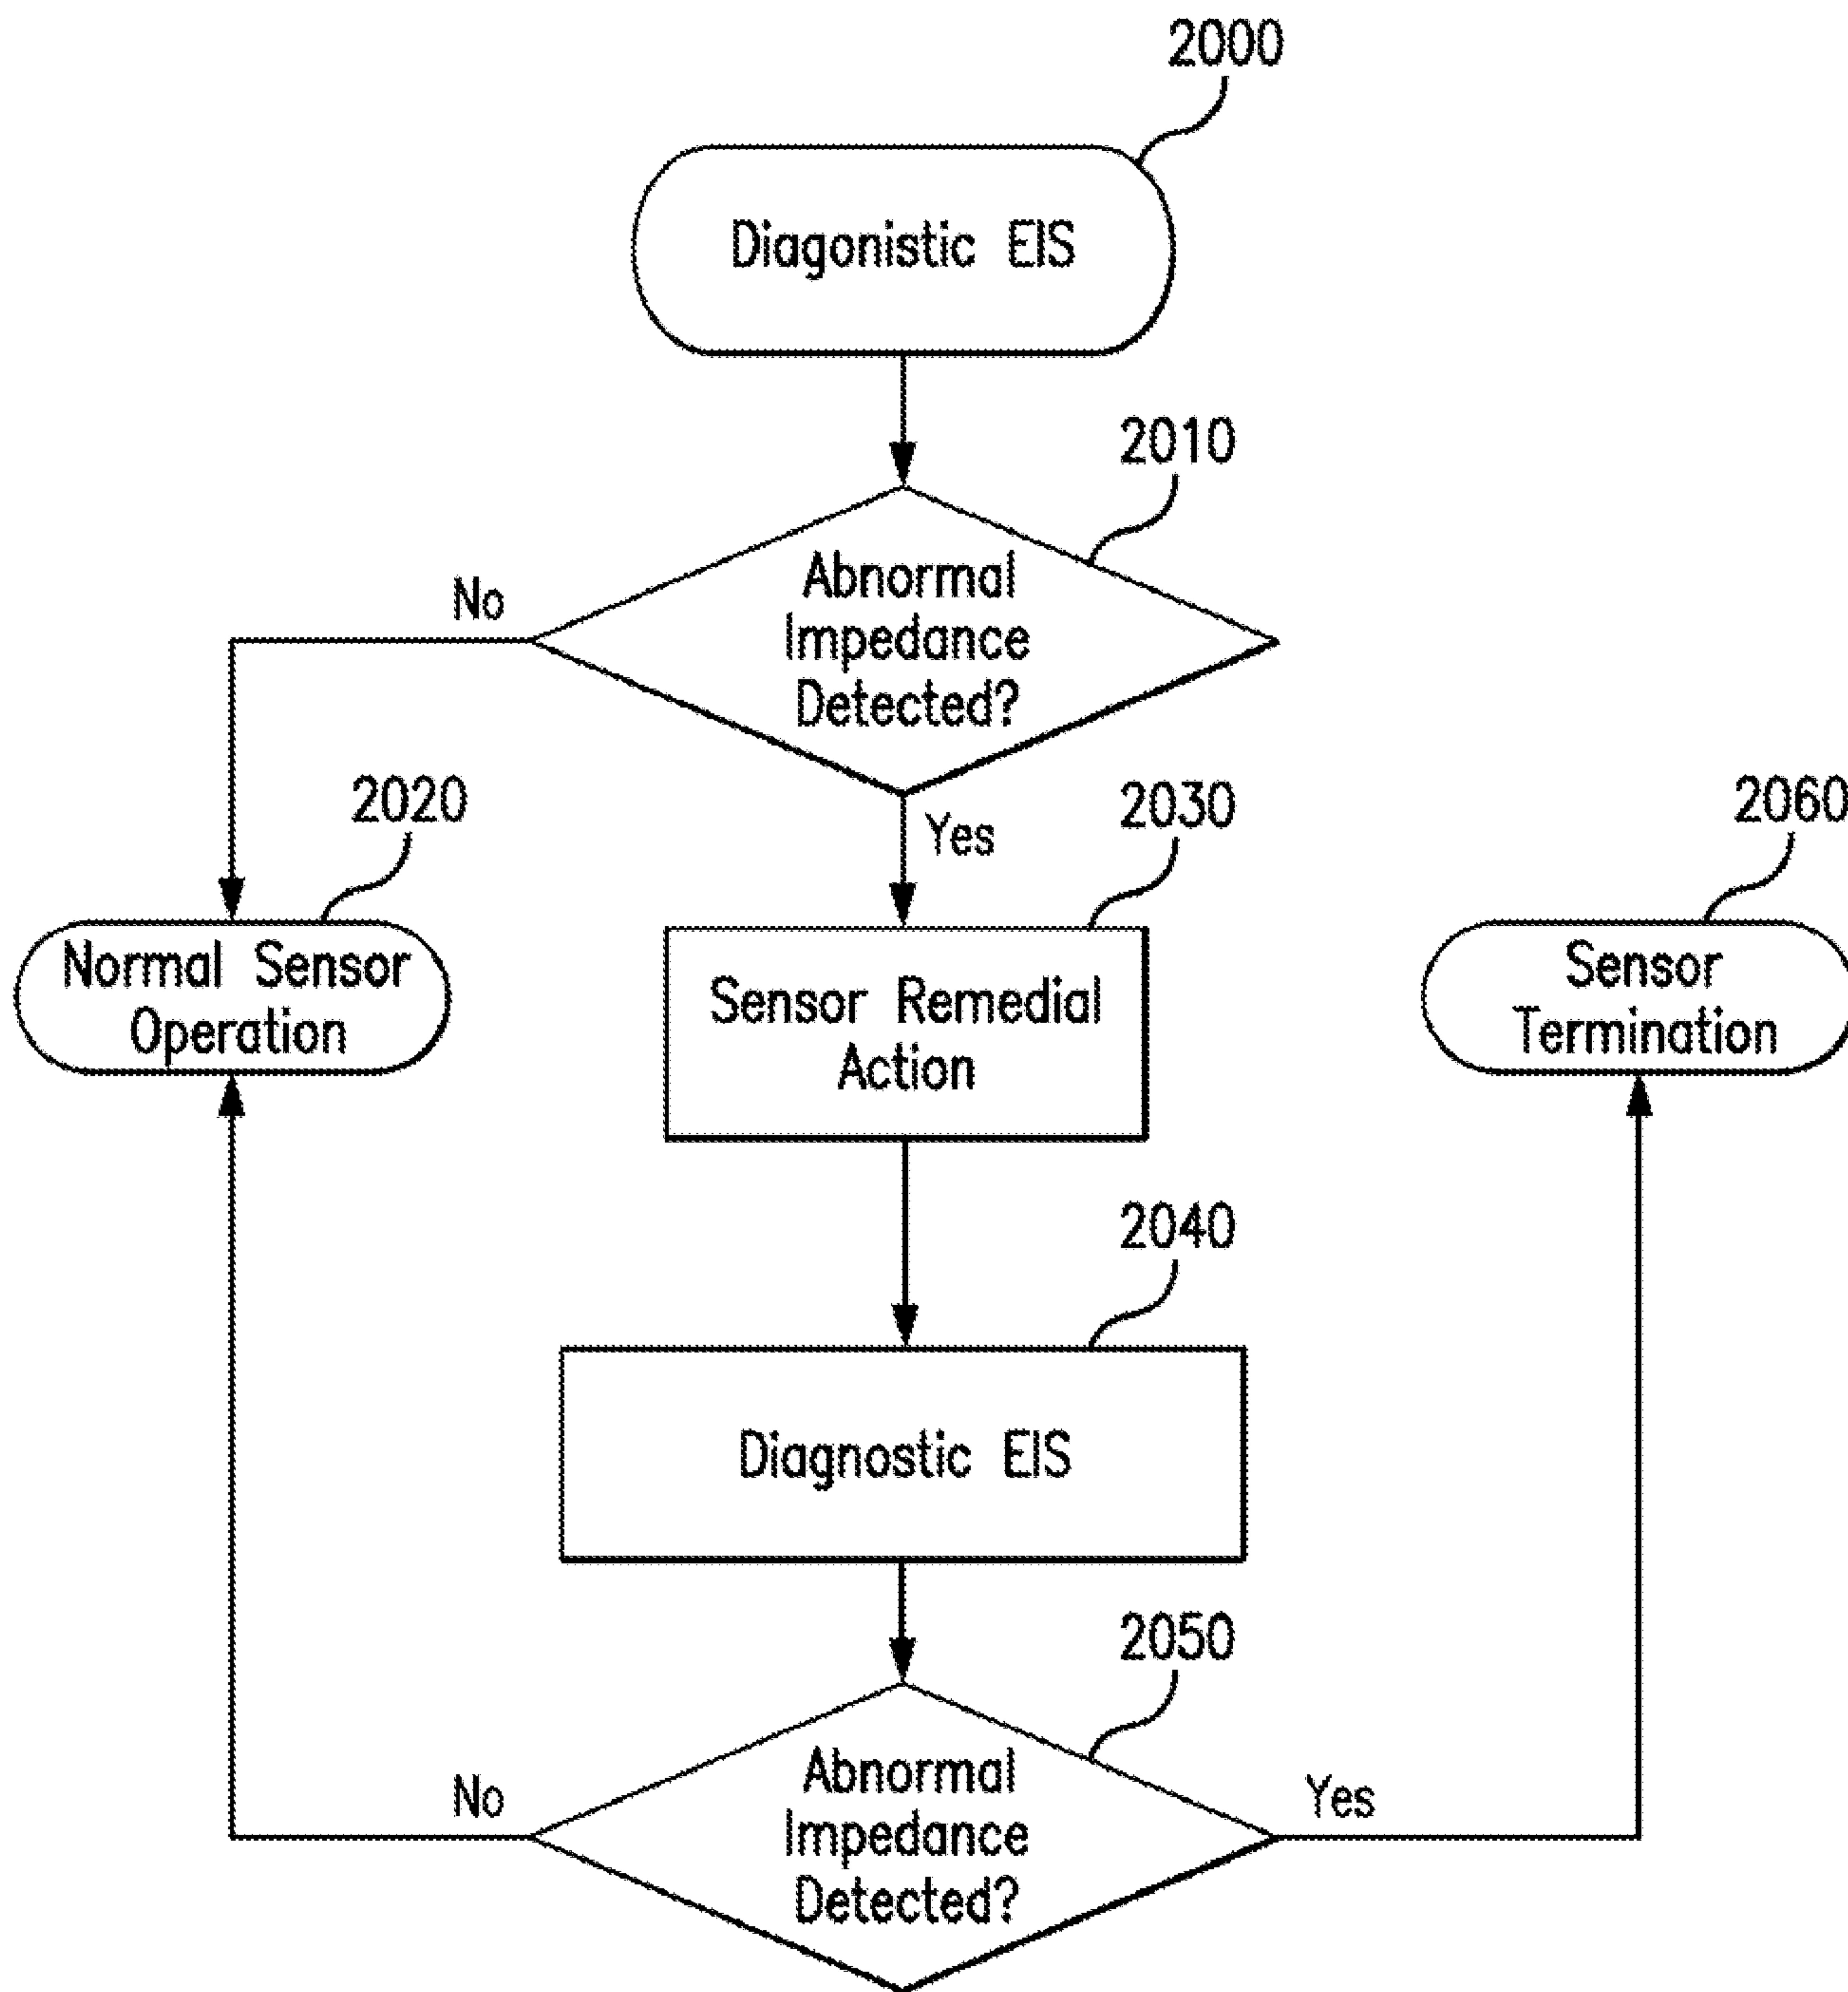 2000
Diagonistic EIS
2010
Abnormal
Impedance
Detected?
No
Yes
2020
Normal Sensor
Operation
2030
Sensor Remedial
Action
2060
Sensor
Termination
2040
Diagnostic EIS
2050
Abnormal
Impedance
Detected?
No
Yes